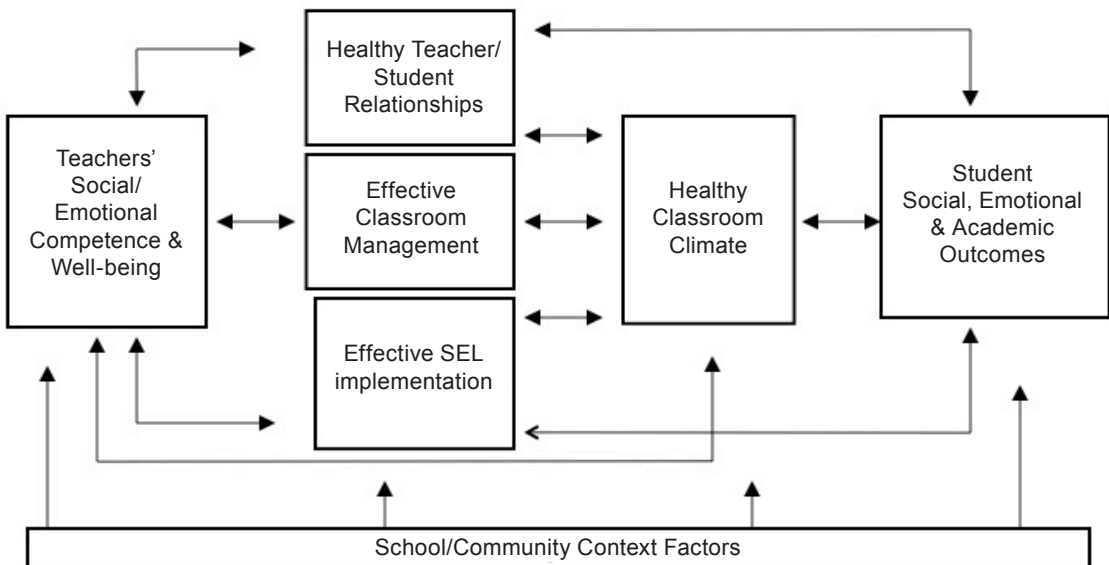 Healthy Teacher/
Student
Relationships
Teachers’
Social/
Emotional
Competence &
Well-being
Effective
Classroom
Management
Healthy
Classroom
Climate
Student
Social, Emotional
& Academic
Outcomes
Effective SEL
implementation
School/Community Context Factors